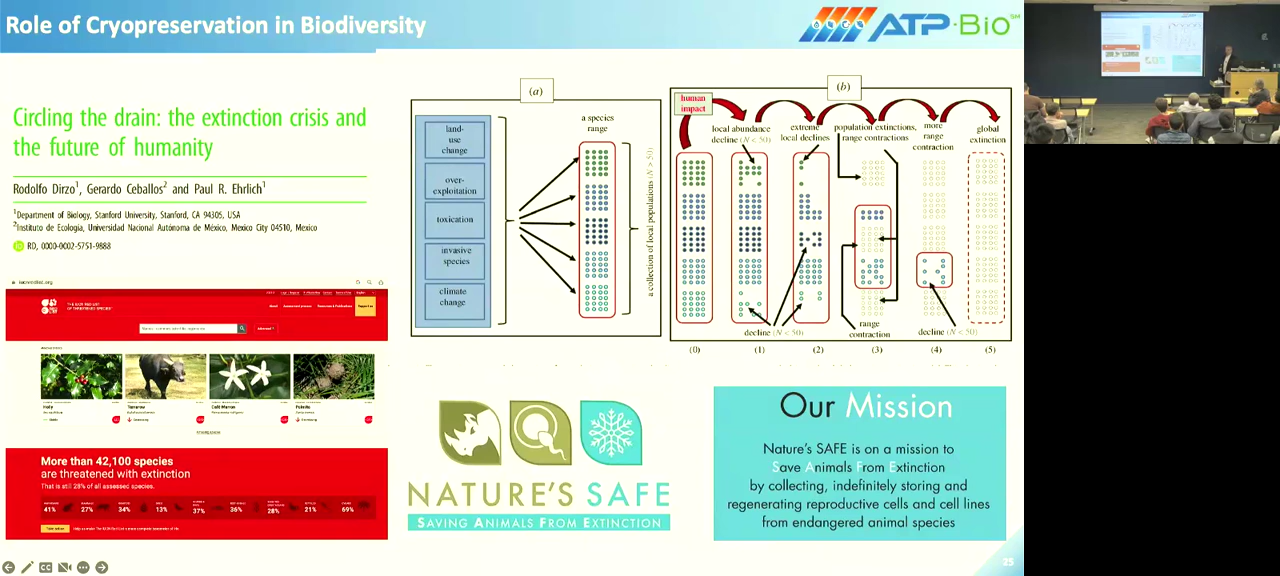 Role of Cryopreservation in Biodiversity
ATP-Bio
SM
Circling the drain: the extinction crisis and
the future of humanity
Rodolfo Dirzo1, Gerardo Ceballos2 and Paul R. Ehrlich1
1Department of Biology, Stanford University, Stanford, CA 94305, USA
2Instituto de Ecología, Universidad Nacional Autónoma de México, Mexico City 04510, Mexico
RD, 0000-0002-5751-9888
(a)
land-
use
change
over-
exploitation
toxication
invasive
species
climate
change
a species
range
a collection of local populations (N > 50)
(b)
human
impact
local abundance
decline (N < 50)
extreme
local declines
population extinctions,
range contractions
more
range
contraction
global
extinction
decline (N < 50)
range
contraction
decline (N < 50)
(0)
(1)
(2)
(3)
(4)
(5)
Holly
Tamaraw
Café Marron
More than 42,100 species
are threatened with extinction
That is still 28% of all assessed species.
41%
27%
34%
13%
37%
36%
28%
21%
69%
NATURE'S SAFE
SAVING ANIMALS FROM EXTINCTION
Our Mission
Nature's SAFE is on a mission to
Save Animals From Extinction
by collecting, indefinitely storing and
regenerating reproductive cells and cell lines
from endangered animal species
25
CC